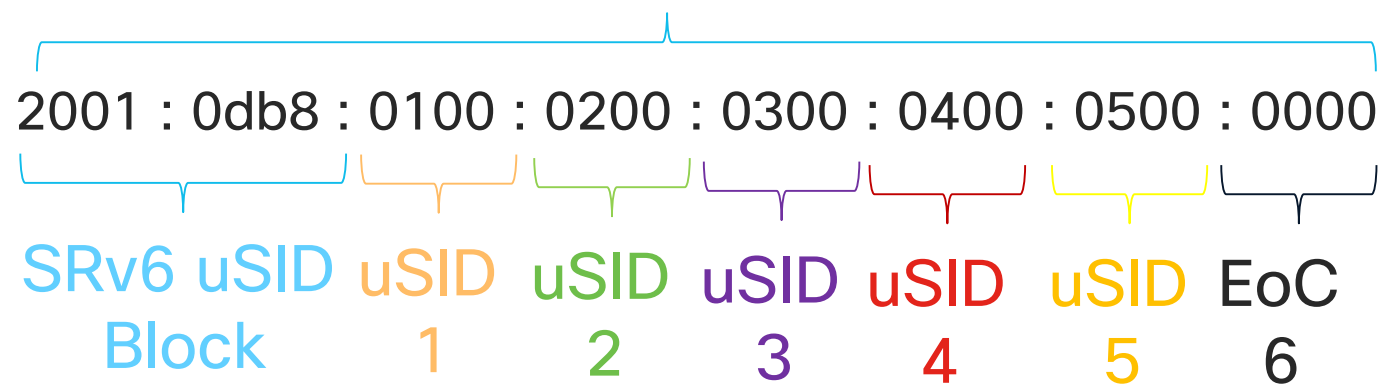 2001 : 0db8 : 0100 : 0200 : 0300 : 0400 : 0500 : 0000
SRv6 uSID uSID uSID uSID uSID uSID EoC
Block 1 2 3 4 5 6